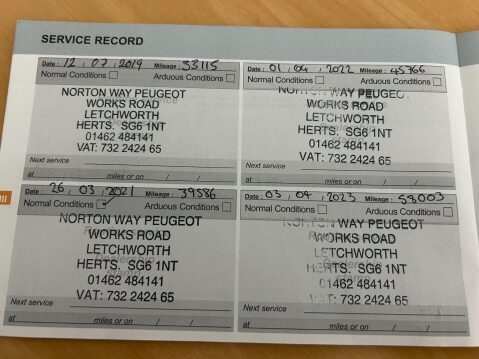 SERVICE RECORD
Date : 12 , 07 , 2019 Mileage : 33115
Normal Conditions Arduous Conditions
NORTON WAY PEUGEOT
WORKS ROAD
LETCHWORTH
HERTS. SG6 1NT
01462 484141
VAT: 732 2424 65
Next service
at miles or on / /
Date : 26 , 03 , 2021 Mileage : 39586
Normal Conditions ✓ Arduous Conditions
NORTON WAY PEUGEOT
WORKS ROAD
LETCHWORTH
HERTS. SG6 1NT
01462 484141
VAT: 732 2424 65
Next service
at miles or on / /
Date : 01 , 04 , 2022 Mileage : 45766
Normal Conditions Arduous Conditions
NORTON WAY PEUGEOT
WORKS ROAD
LETCHWORTH
HERTS. SG6 1NT
01462 484141
VAT: 732 2424 65
Next service
at miles or on / /
Date : 03 , 04 , 2023 Mileage : 58003
Normal Conditions Arduous Conditions
NORTON WAY PEUGEOT
WORKS ROAD
LETCHWORTH
HERTS. SG6 1NT
01462 484141
VAT: 732 2424 65
Next service
at miles or on / /